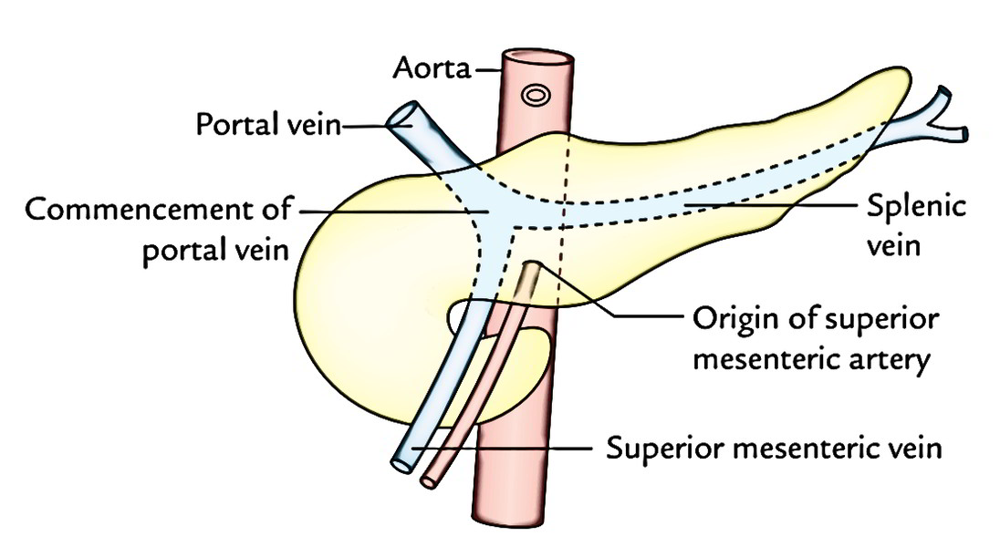 Aorta
Portal vein
Commencement of
portal vein
Splenic
vein
Origin of superior
mesenteric artery
Superior mesenteric vein